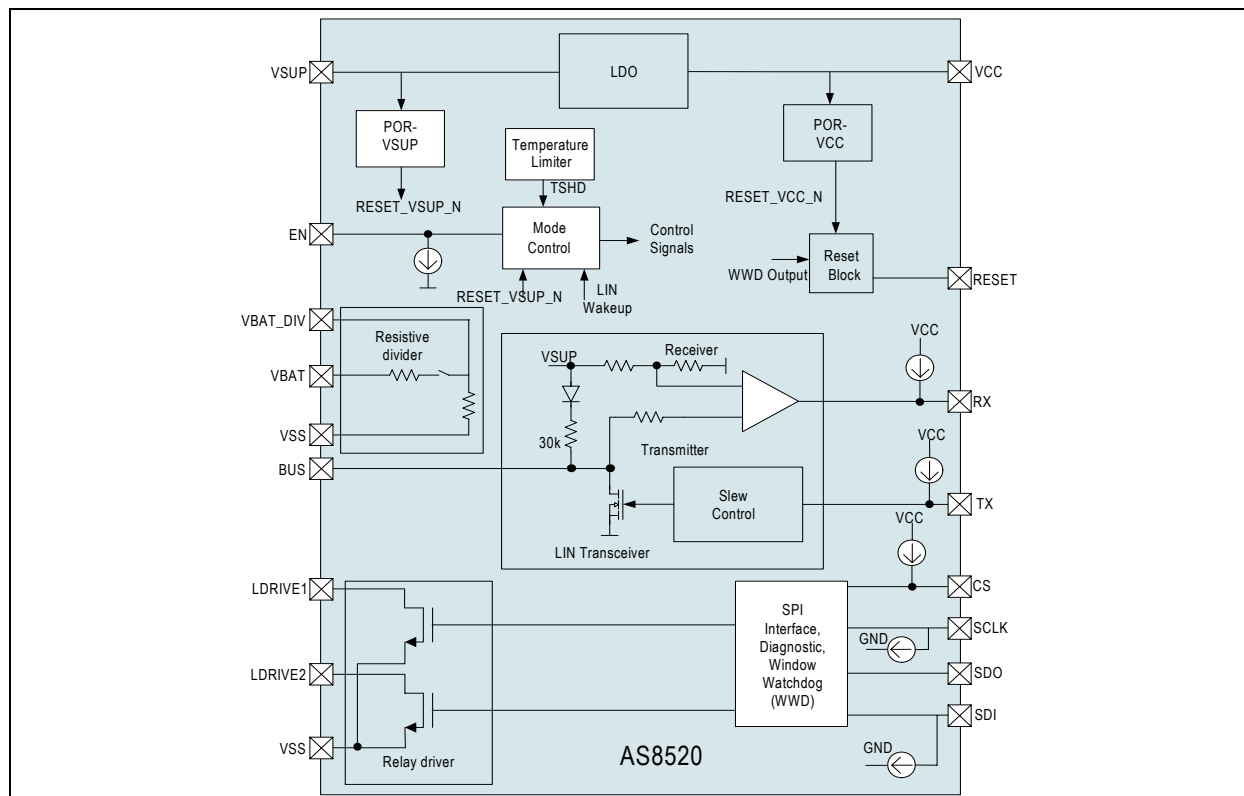 VSUP
LDO
VCC
POR-
VSUP
Temperature
Limiter
POR-
VCC
TSHD
RESET_VSUP_N
RESET_VCC_N
EN
Mode
Control
Control
Signals
Reset
Block
WWD Output
RESET
RESET_VSUP_N
LIN
Wakeup
VBAT_DIV
Resistive
divider
VBAT
VSS
VSUP
Receiver
VCC
RX
30k
Transmitter
BUS
VCC
Slew
Control
TX
LIN Transceiver
VCC
LDRIVE1
CS
SPI
Interface,
Diagnostic,
Window
Watchdog
(WWD)
SCLK
GND
LDRIVE2
SDO
SDI
VSS
Relay driver
GND
AS8520